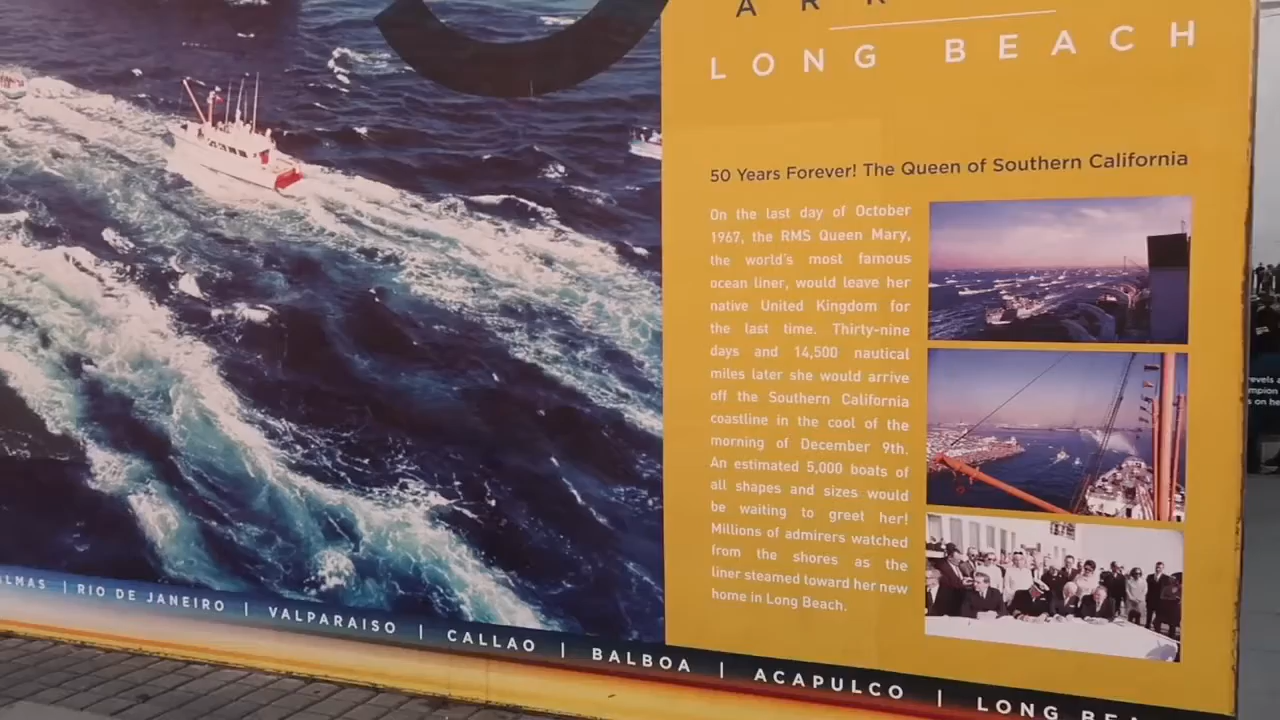 LONG BEACH
50 Years Forever! The Queen of Southern California
On the last day of October
1967, the RMS Queen Mary,
the world's most famous
ocean liner, would leave her
native United Kingdom for
the last time. Thirty-nine
days and 14,500 nautical
miles later she would arrive
off the Southern California
coastline in the cool of the
morning of December 9th.
An estimated 5,000 boats of
all shapes and sizes would
be waiting to greet her!
Millions of admirers watched
from the shores as the
liner steamed toward her new
home in Long Beach.
| RIO DE JANEIRO | VALPARAISO | CALLAO | BALBOA | ACAPULCO | LONG
on